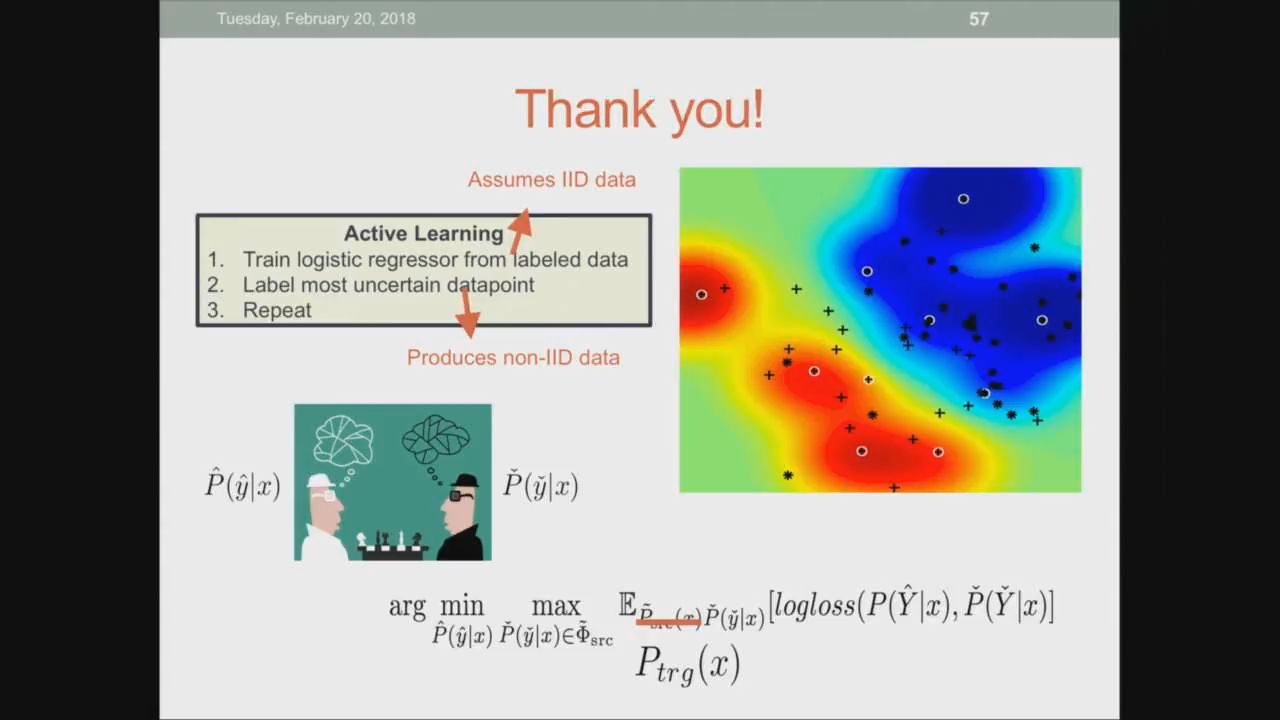 Tuesday, February 20, 2018
57
Thank you!
Assumes IID data
Active Learning
1. Train logistic regressor from labeled data
2. Label most uncertain datapoint
3. Repeat
Produces non-IID data
P̂(ŷ|x)
P̌(y̌|x)
arg min max 𝔼 P̃src(x)P̌(y̌|x) [logloss(P(Ŷ|x), P̌(Y̌|x)]
P̂(ŷ|x) P̌(y̌|x)∈Φ̃src
Ptrg(x)